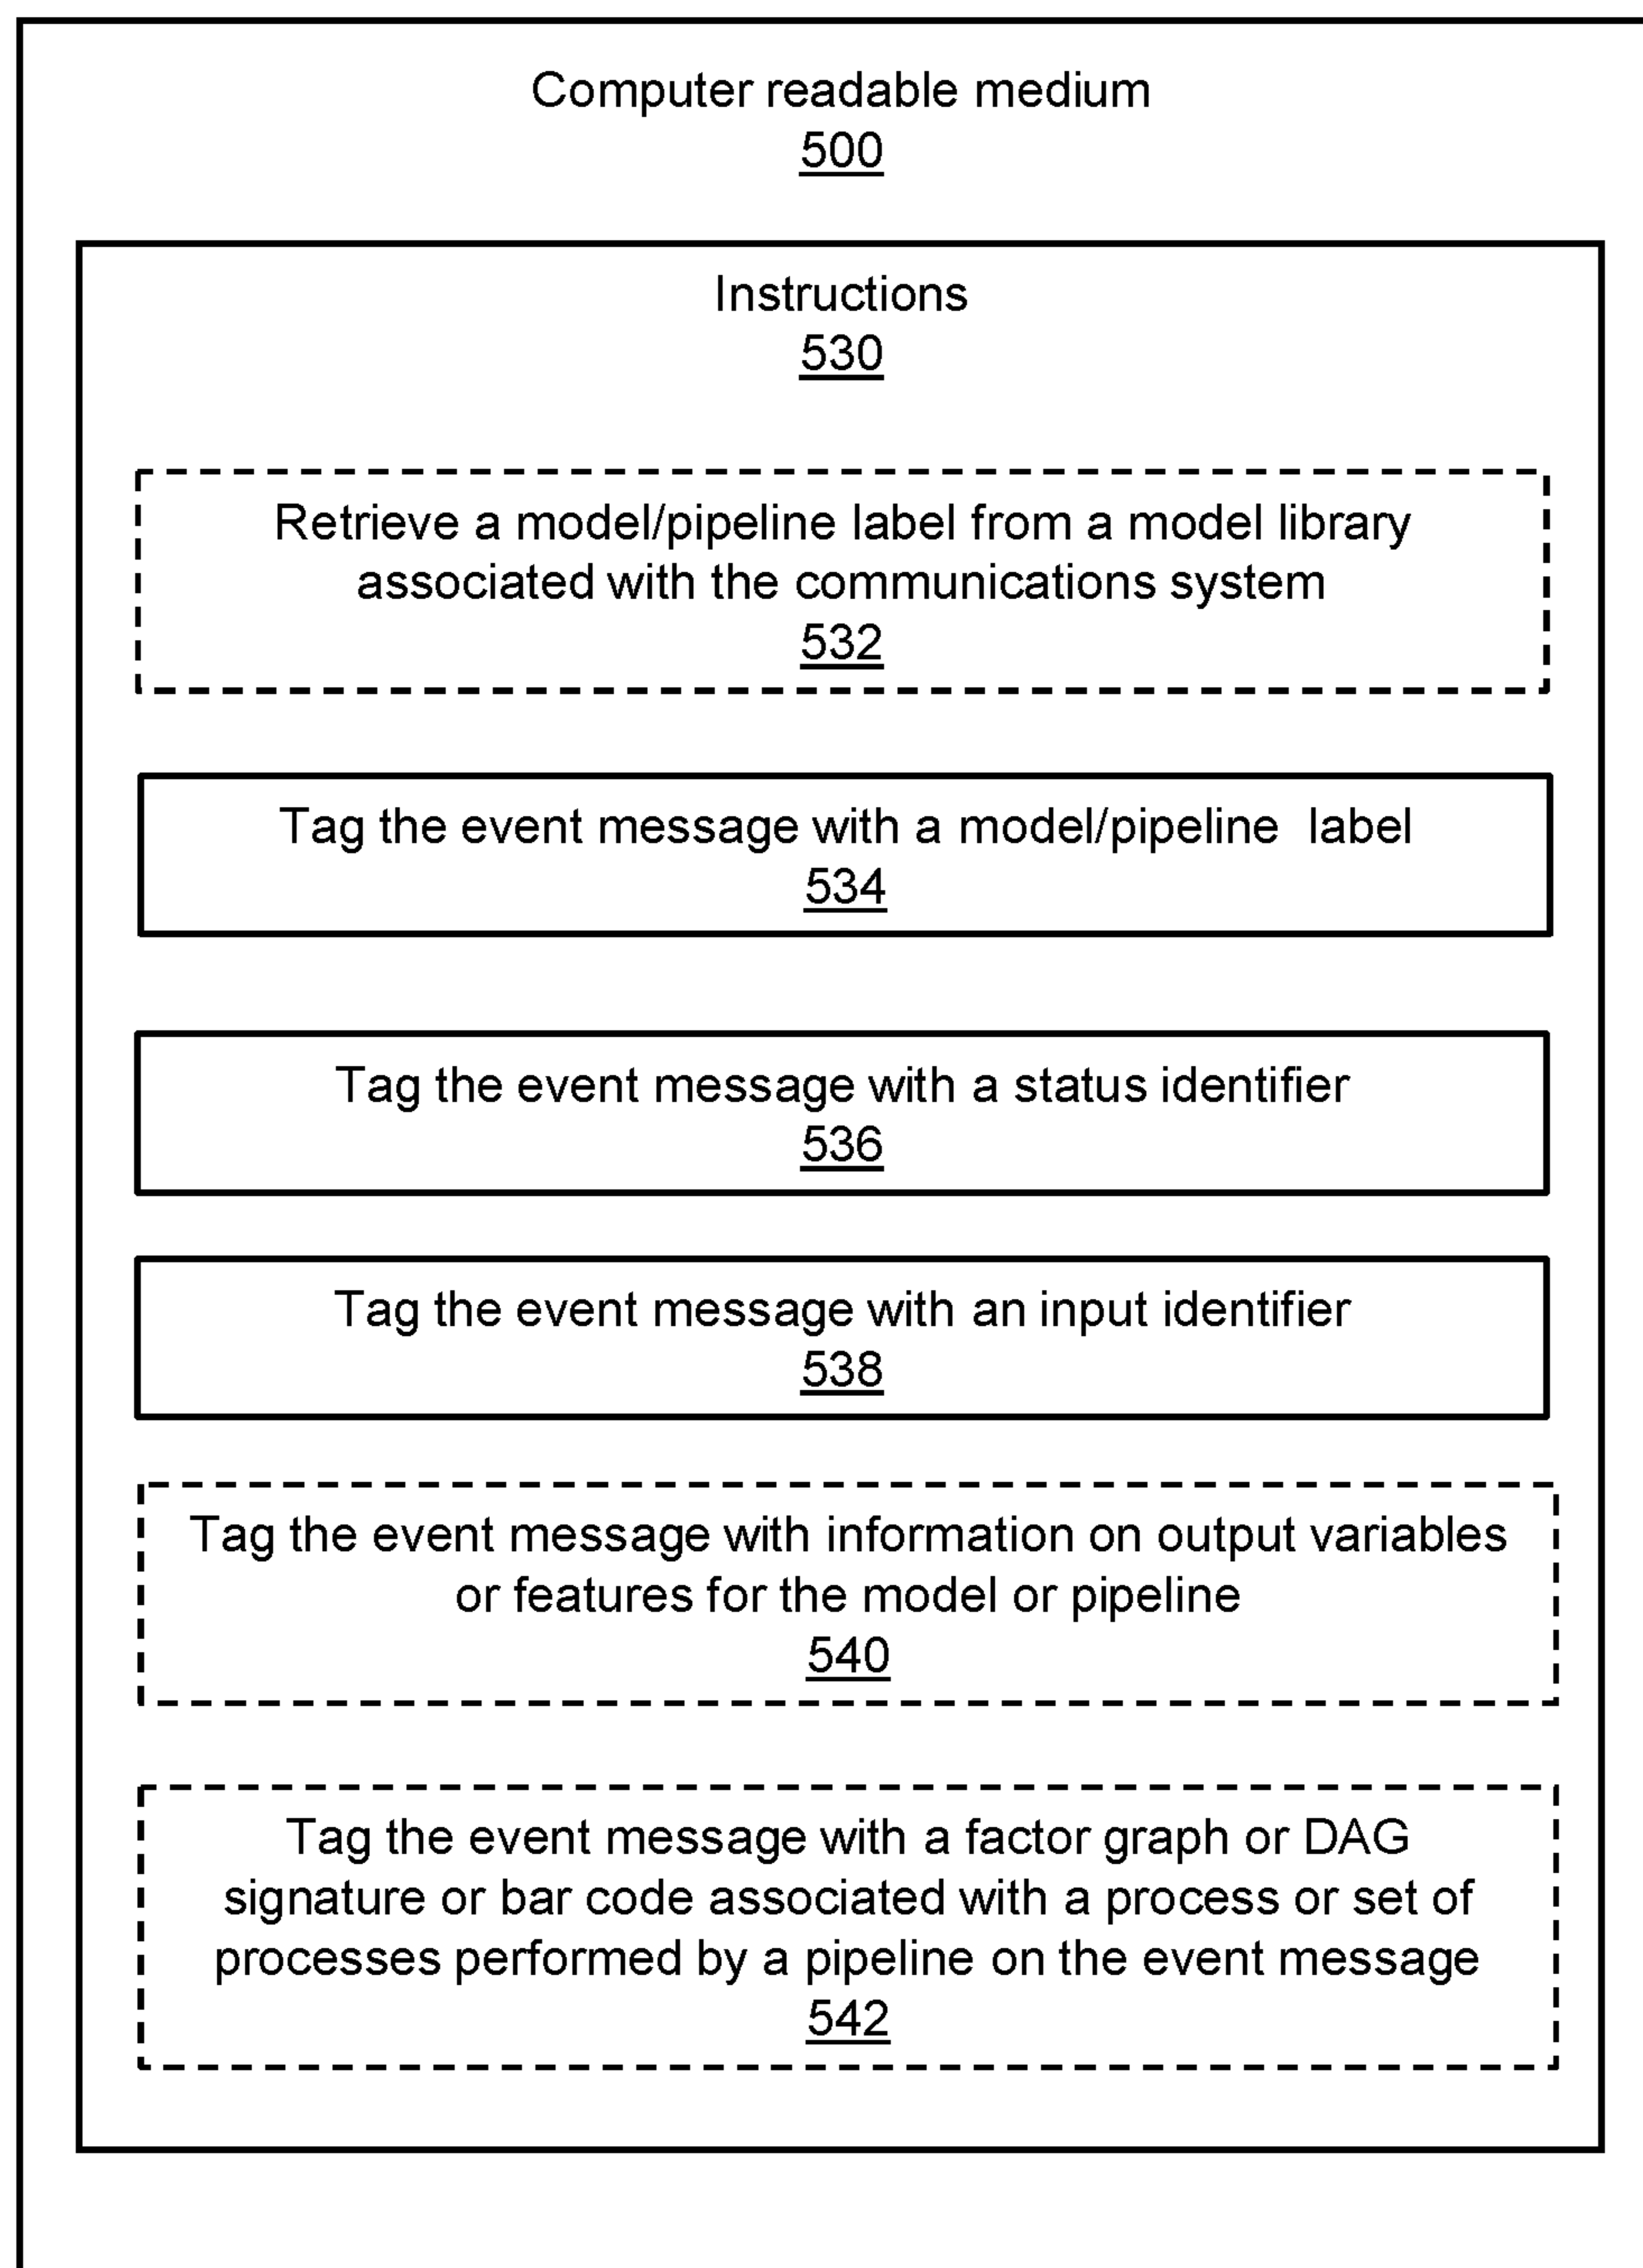 Computer readable medium
500
Instructions
530
Retrieve a model/pipeline label from a model library
associated with the communications system
532
Tag the event message with a model/pipeline  label
534
Tag the event message with a status identifier
536
Tag the event message with an input identifier
538
Tag the event message with information on output variables
or features for the model or pipeline
540
Tag the event message with a factor graph or DAG
signature or bar code associated with a process or set of
processes performed by a pipeline on the event message
542